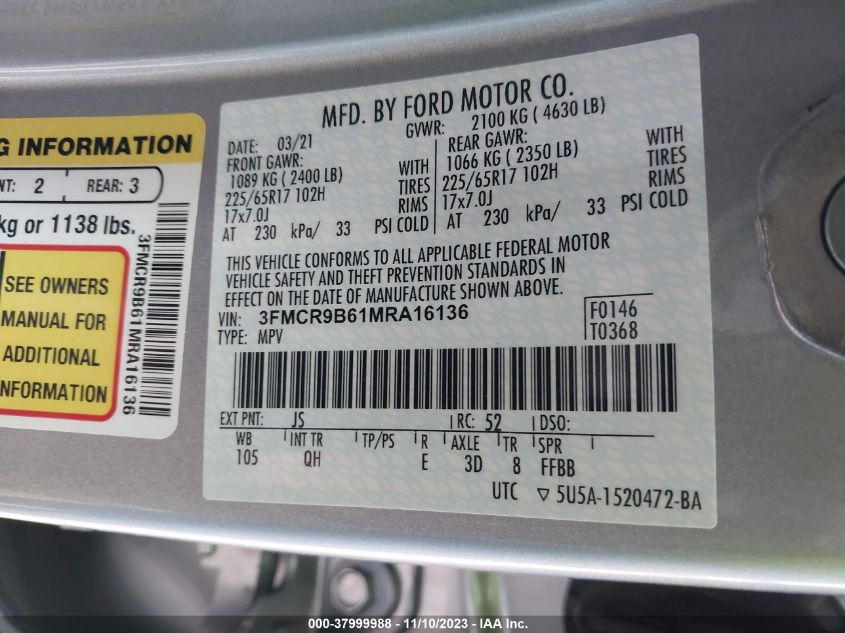 G INFORMATION
NT: 2 REAR: 3
kg or 1138 lbs.
SEE OWNERS
MANUAL FOR
ADDITIONAL
INFORMATION
3FMCR9B61MRA16136
MFD. BY FORD MOTOR CO.
DATE: 03/21 GVWR: 2100 KG ( 4630 LB)
FRONT GAWR: REAR GAWR:
1089 KG ( 2400 LB) WITH 1066 KG ( 2350 LB) WITH
225/65R17 102H TIRES 225/65R17 102H TIRES
17x7.0J RIMS 17x7.0J RIMS
AT 230 kPa/ 33 PSI COLD AT 230 kPa/ 33 PSI COLD
THIS VEHICLE CONFORMS TO ALL APPLICABLE FEDERAL MOTOR
VEHICLE SAFETY AND THEFT PREVENTION STANDARDS IN
EFFECT ON THE DATE OF MANUFACTURE SHOWN ABOVE.
VIN: 3FMCR9B61MRA16136 F0146
TYPE: MPV T0368
EXT PNT: JS RC: 52 DSO:
WB INT TR TP/PS R AXLE TR SPR
105 QH E 3D 8 FFBB
UTC ▽ 5U5A-1520472-BA
000-37999988 - 11/10/2023 - IAA, Inc.